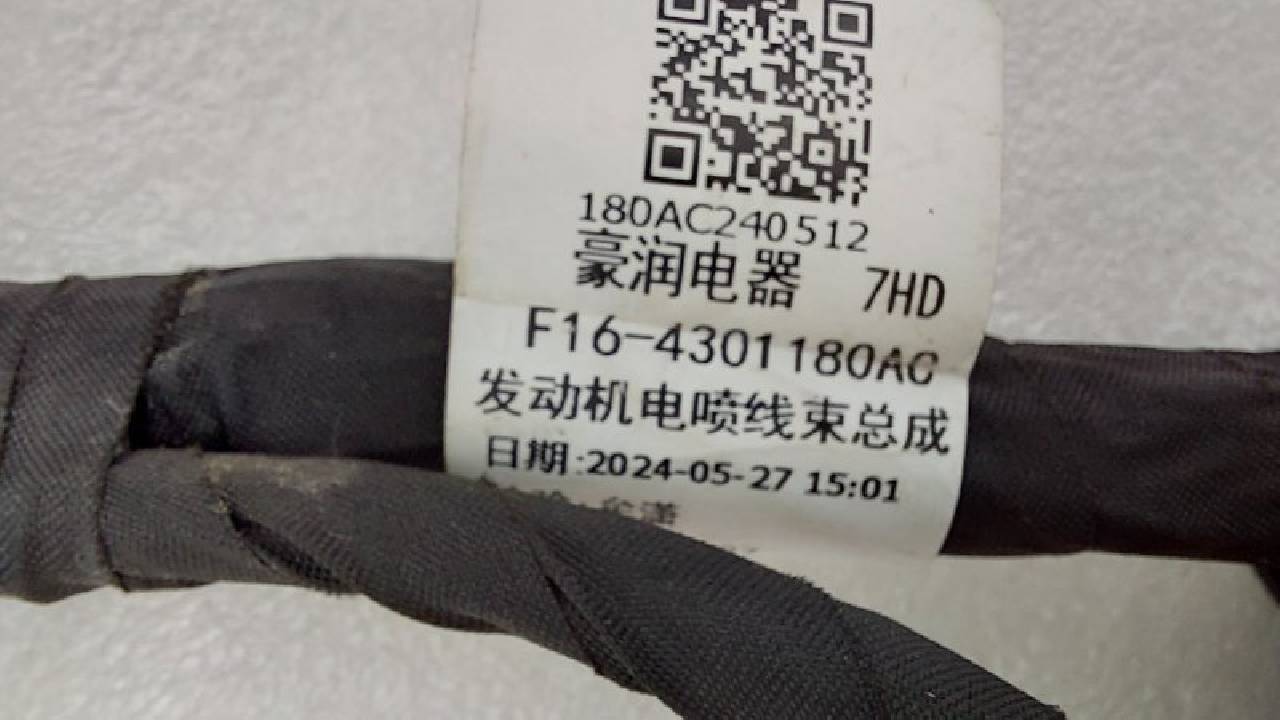 180AC240512
豪润电器 7HD
F16-4301180AC
发动机电喷线束总成
日期:2024-05-27 15:01